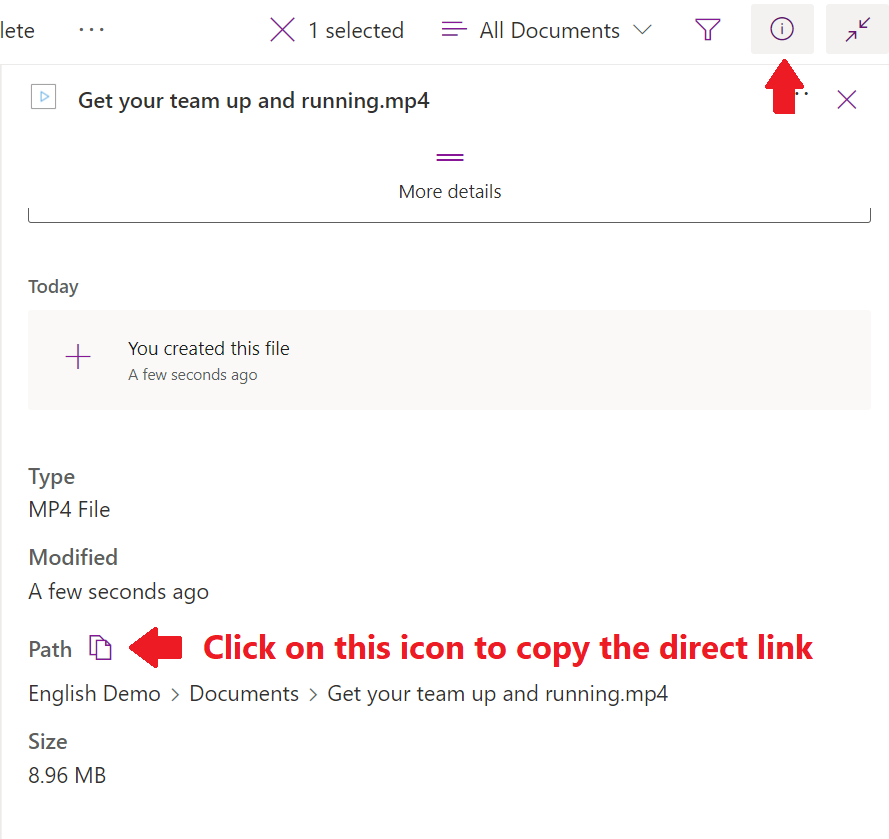 lete ··· 1 selected All Documents
Get your team up and running.mp4
More details
Today
You created this file
A few seconds ago
Type
MP4 File
Modified
A few seconds ago
Path Click on this icon to copy the direct link
English Demo > Documents > Get your team up and running.mp4
Size
8.96 MB